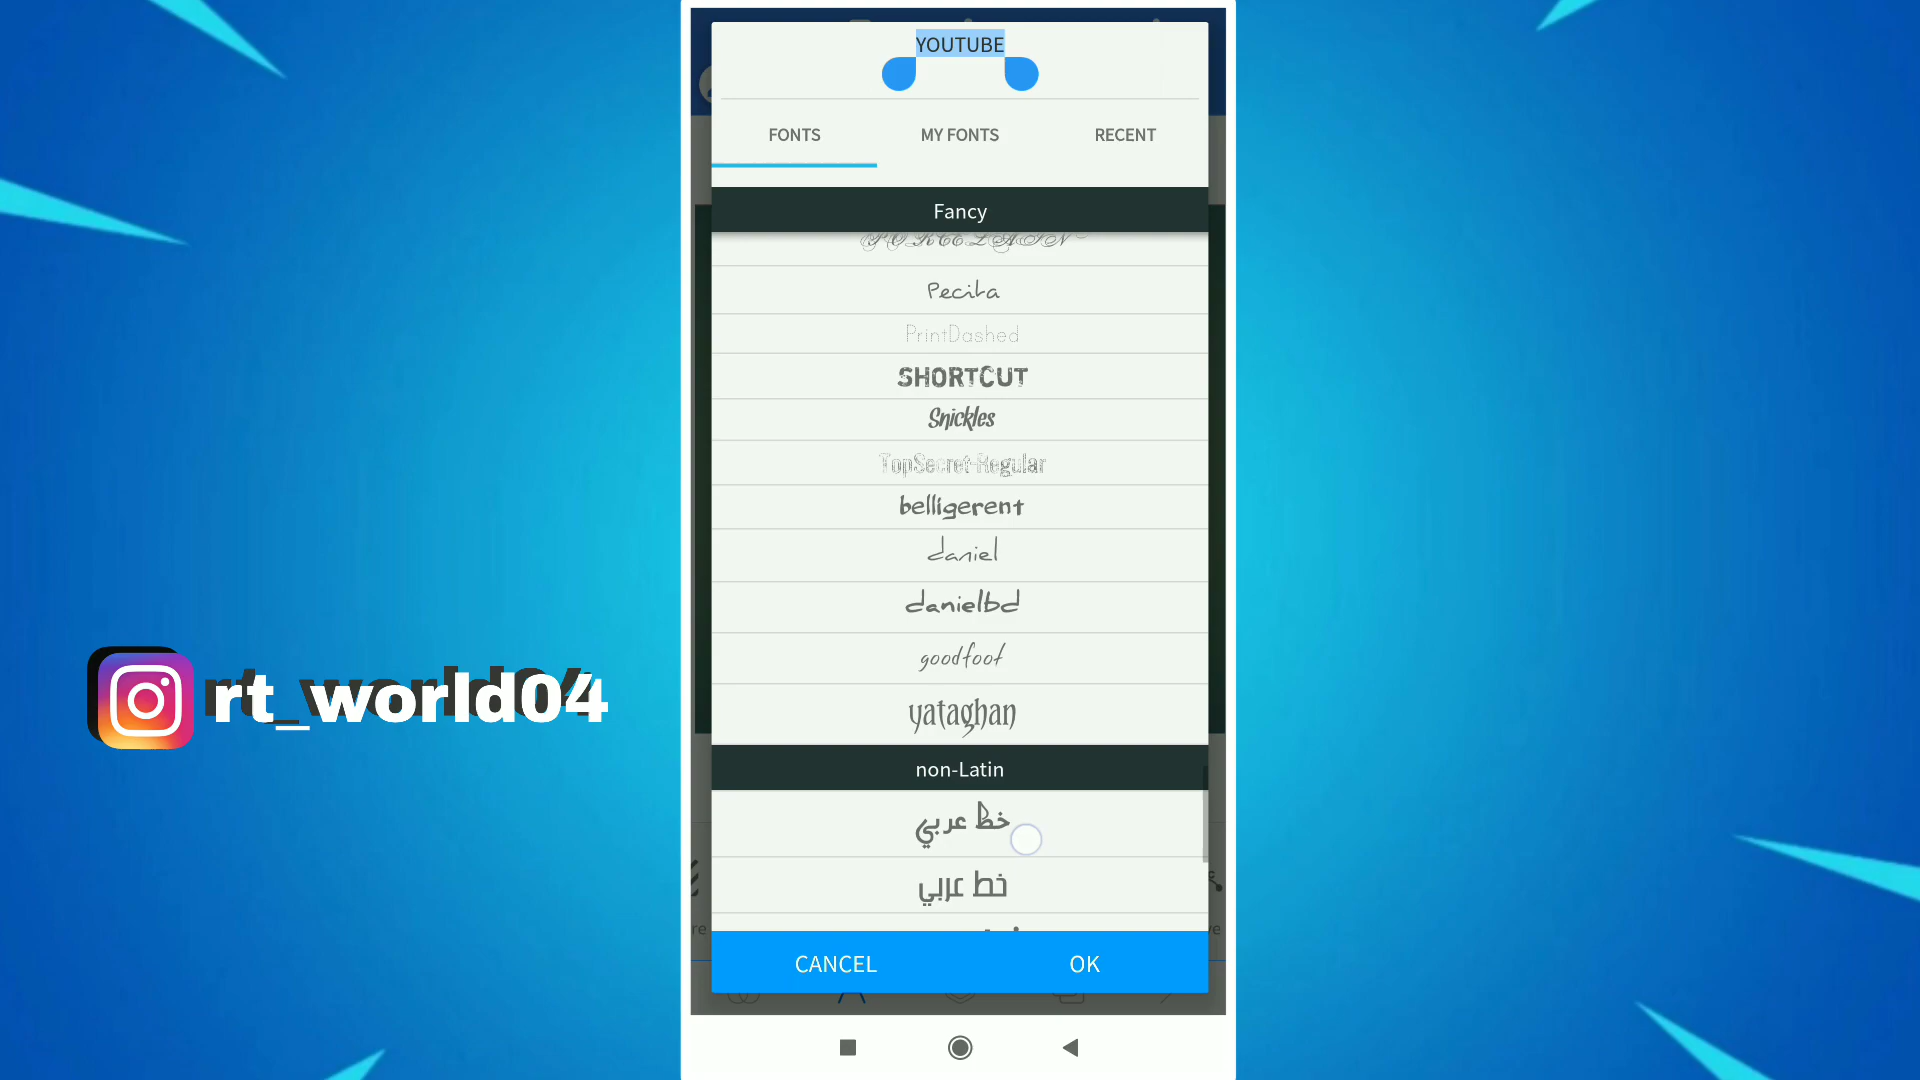 YOUTUBE
FONTS MY FONTS RECENT
Fancy
PORCELAIN
Pecita
PrintDashed
SHORTCUT
Snickles
TopSecret-Regular
belligerent
daniel
danielbd
goodfoot
yataghan
non-Latin
خط عربي
خط عربي
CANCEL OK
rt_world04